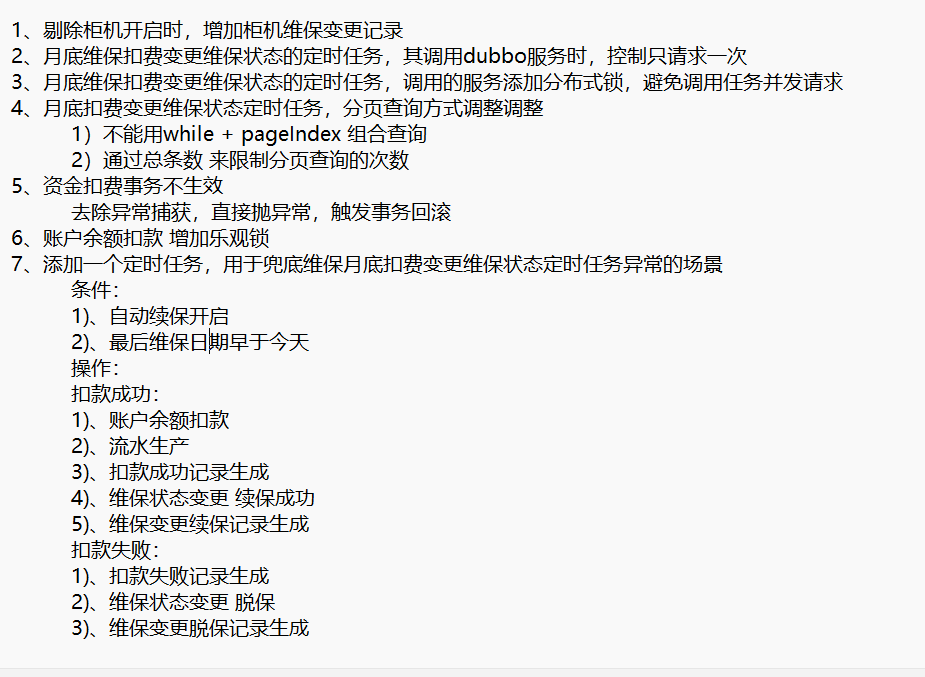 1、剔除柜机开启时，增加柜机维保变更记录
2、月底维保扣费变更维保状态的定时任务，其调用dubbo服务时，控制只请求一次
3、月底维保扣费变更维保状态的定时任务，调用的服务添加分布式锁，避免调用任务并发请求
4、月底扣费变更维保状态定时任务，分页查询方式调整调整
1）不能用while + pageIndex 组合查询
2）通过总条数 来限制分页查询的次数
5、资金扣费事务不生效
去除异常捕获，直接抛异常，触发事务回滚
6、账户余额扣款 增加乐观锁
7、添加一个定时任务，用于兜底维保月底扣费变更维保状态定时任务异常的场景
条件：
1)、自动续保开启
2)、最后维保日期早于今天
操作：
扣款成功：
1)、账户余额扣款
2)、流水生产
3)、扣款成功记录生成
4)、维保状态变更 续保成功
5)、维保变更续保记录生成
扣款失败：
1)、扣款失败记录生成
2)、维保状态变更 脱保
3)、维保变更脱保记录生成